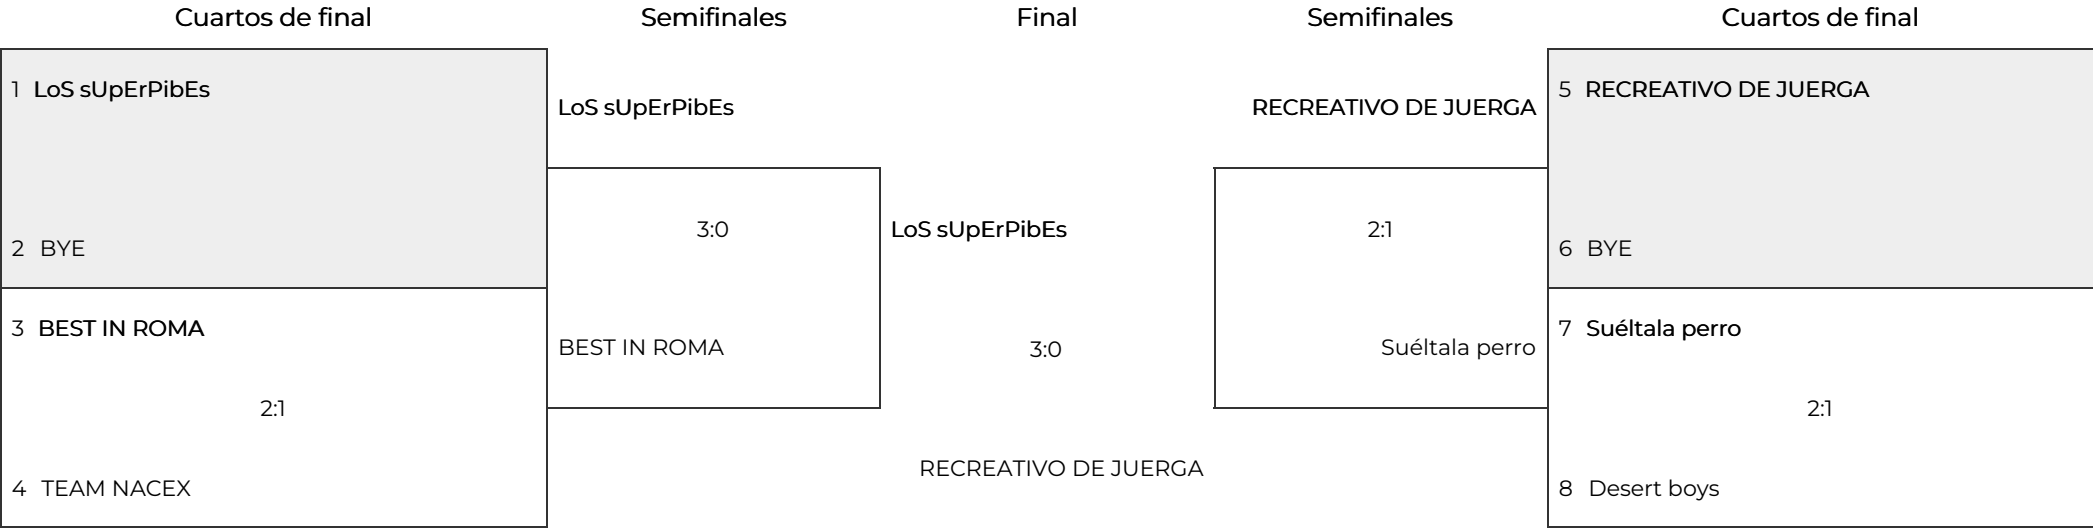 Cuartos de final Semifinales Final Semifinales Cuartos de final
1 LoS sUpErPibEs
LoS sUpErPibEs
2 BYE
3:0
3 BEST IN ROMA
BEST IN ROMA
2:1
4 TEAM NACEX
LoS sUpErPibEs
3:0
RECREATIVO DE JUERGA
RECREATIVO DE JUERGA
2:1
Suéltala perro
5 RECREATIVO DE JUERGA
6 BYE
7 Suéltala perro
2:1
8 Desert boys